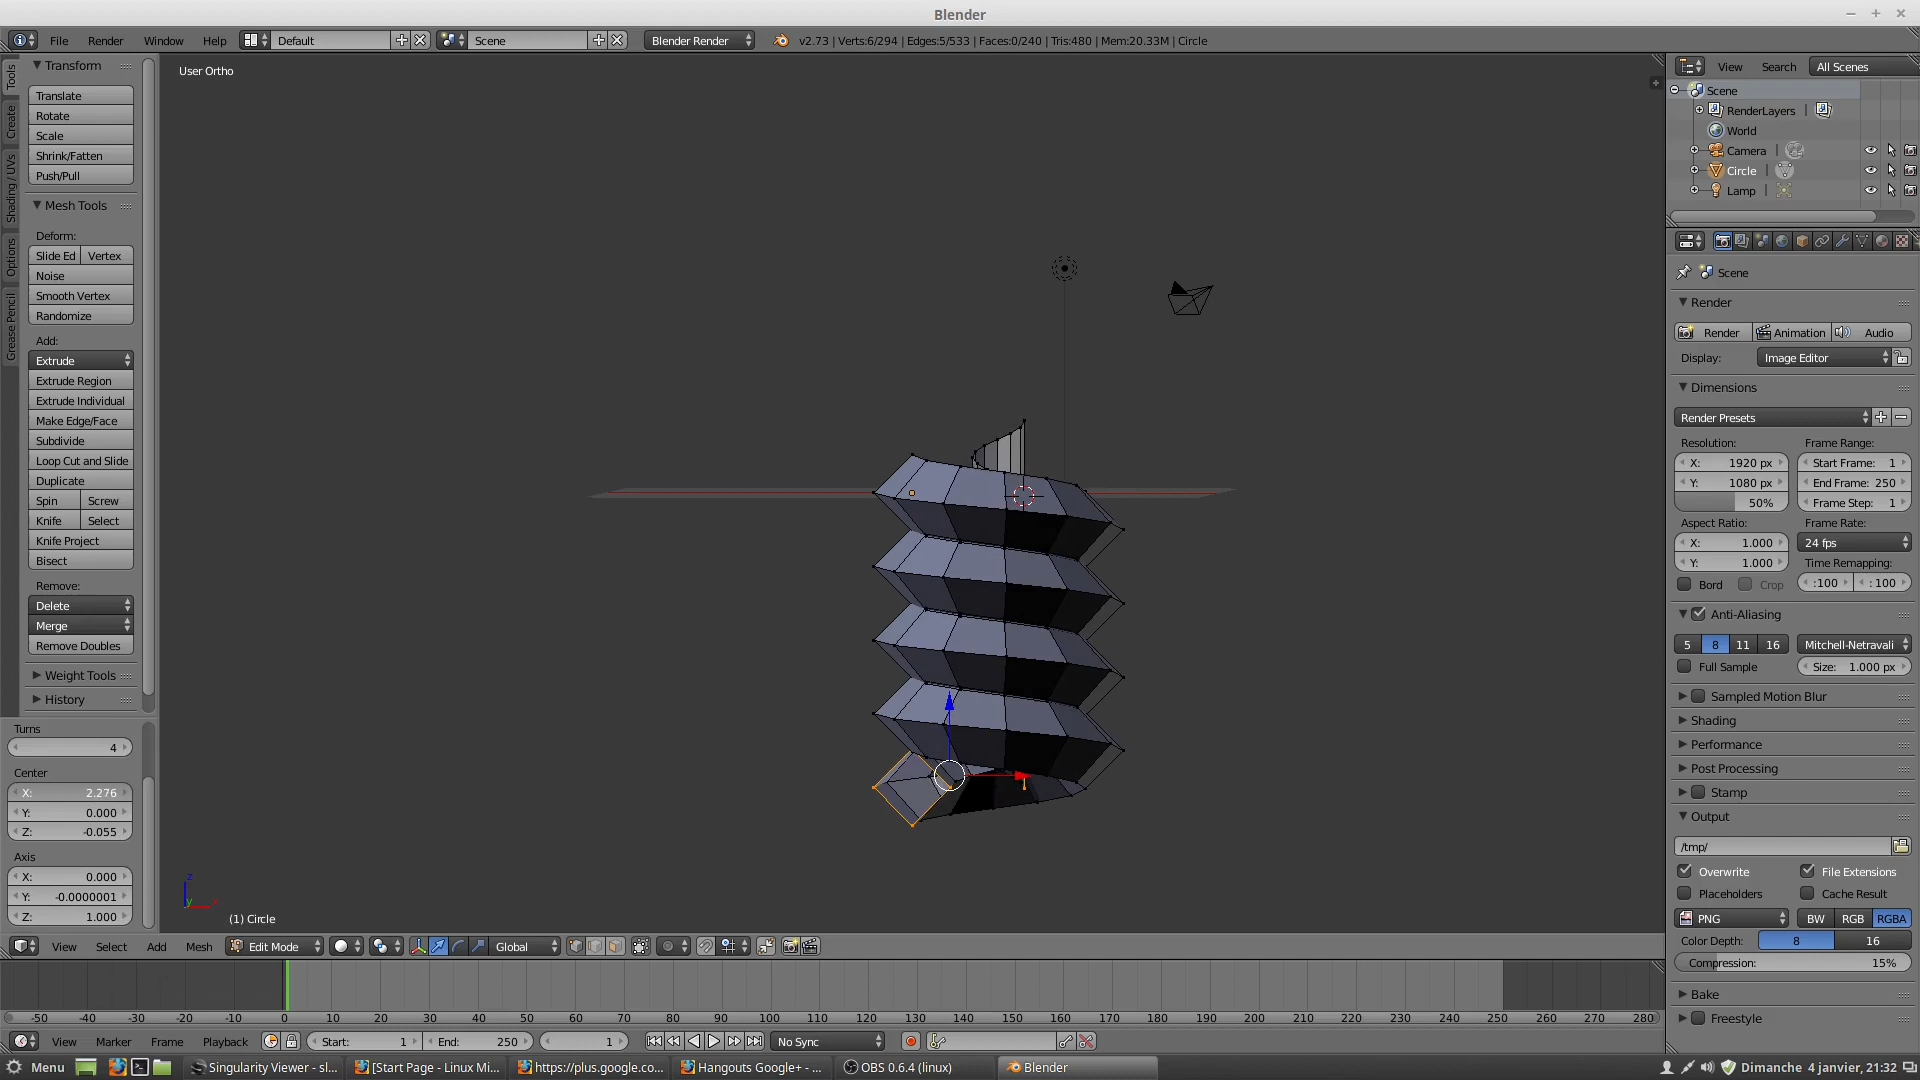 Blender
File Render Window Help Default Scene Blender Render v2.73 | Verts:6/294 | Edges:5/533 | Faces:0/240 | Tris:480 | Mem:20.33M | Circle
Tools
Create
Shading / UVs
Options
Grease Pencil
Transform
Translate
Rotate
Scale
Shrink/Fatten
Push/Pull
Mesh Tools
Deform:
Slide Ed Vertex
Noise
Smooth Vertex
Randomize
Add:
Extrude
Extrude Region
Extrude Individual
Make Edge/Face
Subdivide
Loop Cut and Slide
Duplicate
Spin Screw
Knife Select
Knife Project
Bisect
Remove:
Delete
Merge
Remove Doubles
Weight Tools
History
Turns
4
Center
X: 2.276
Y: 0.000
Z: -0.055
Axis
X: 0.000
Y: -0.0000001
Z: 1.000
User Ortho
z
y
x
(1) Circle
View Select Add Mesh Edit Mode Global
-50 -40 -30 -20 -10 0 10 20 30 40 50 60 70 80 90 100 110 120 130 140 150 160 170 180 190 200 210 220 230 240 250 260 270 280
View Marker Frame Playback Start: 1 End: 250 1 No Sync
View Search All Scenes
Scene
RenderLayers |
World
Camera |
Circle |
Lamp |
Scene
Render
Render Animation Audio
Display: Image Editor
Dimensions
Render Presets
Resolution: Frame Range:
X: 1920 px Start Frame: 1
Y: 1080 px End Frame: 250
50% Frame Step: 1
Aspect Ratio: Frame Rate:
X: 1.000 24 fps
Y: 1.000 Time Remapping:
Bord Crop :100 : 100
Anti-Aliasing
5 8 11 16 Mitchell-Netravali
Full Sample Size: 1.000 px
Sampled Motion Blur
Shading
Performance
Post Processing
Stamp
Output
/tmp/
Overwrite File Extensions
Placeholders Cache Result
PNG BW RGB RGBA
Color Depth: 8 16
Compression: 15%
Bake
Freestyle
Menu Singularity Viewer - sl... [Start Page - Linux Mi... https://plus.google.co... Hangouts Google+ - ... OBS 0.6.4 (linux) Blender Dimanche 4 janvier, 21:32